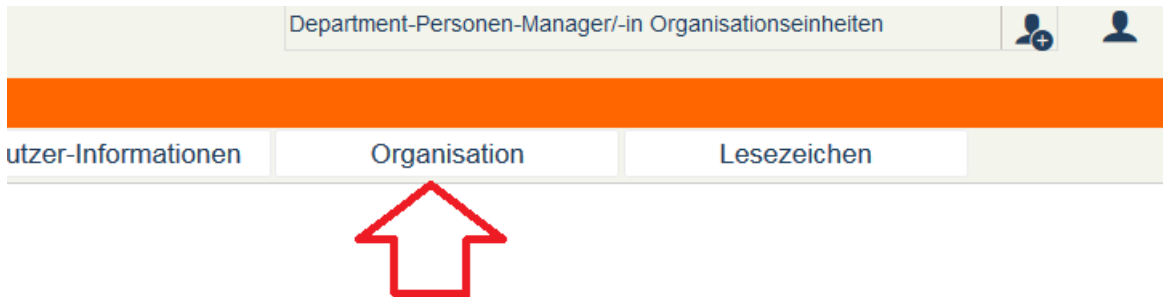 Department-Personen-Manager/-in Organisationseinheiten
utzer-Informationen
Organisation
Lesezeichen